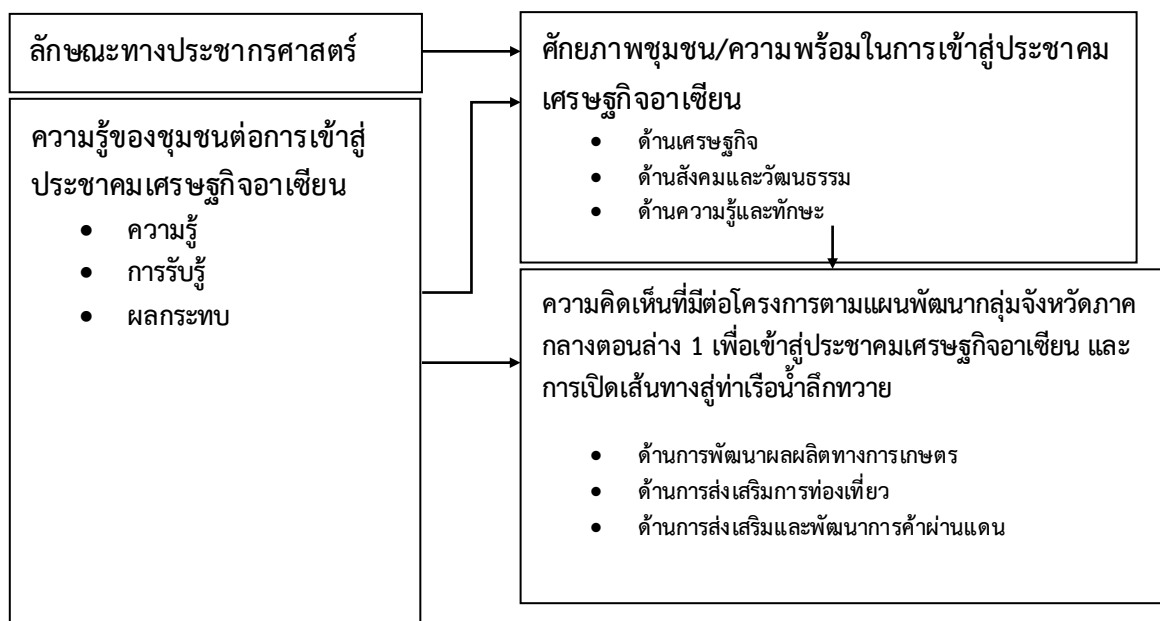 ลักษณะทางประชากรศาสตร์
ความรู้ของชุมชนต่อการเข้าสู่
ประชาคมเศรษฐกิจอาเซียน
• ความรู้
• การรับรู้
• ผลกระทบ
ศักยภาพชุมชน/ความพร้อมในการเข้าสู่ประชาคม
เศรษฐกิจอาเซียน
• ด้านเศรษฐกิจ
• ด้านสังคมและวัฒนธรรม
• ด้านความรู้และทักษะ
ความคิดเห็นที่มีต่อโครงการตามแผนพัฒนากลุ่มจังหวัดภาค
กลางตอนล่าง 1 เพื่อเข้าสู่ประชาคมเศรษฐกิจอาเซียน และ
การเปิดเส้นทางสู่ท่าเรือน้ำลึกทวาย
• ด้านการพัฒนาผลผลิตทางการเกษตร
• ด้านการส่งเสริมการท่องเที่ยว
• ด้านการส่งเสริมและพัฒนาการค้าผ่านแดน